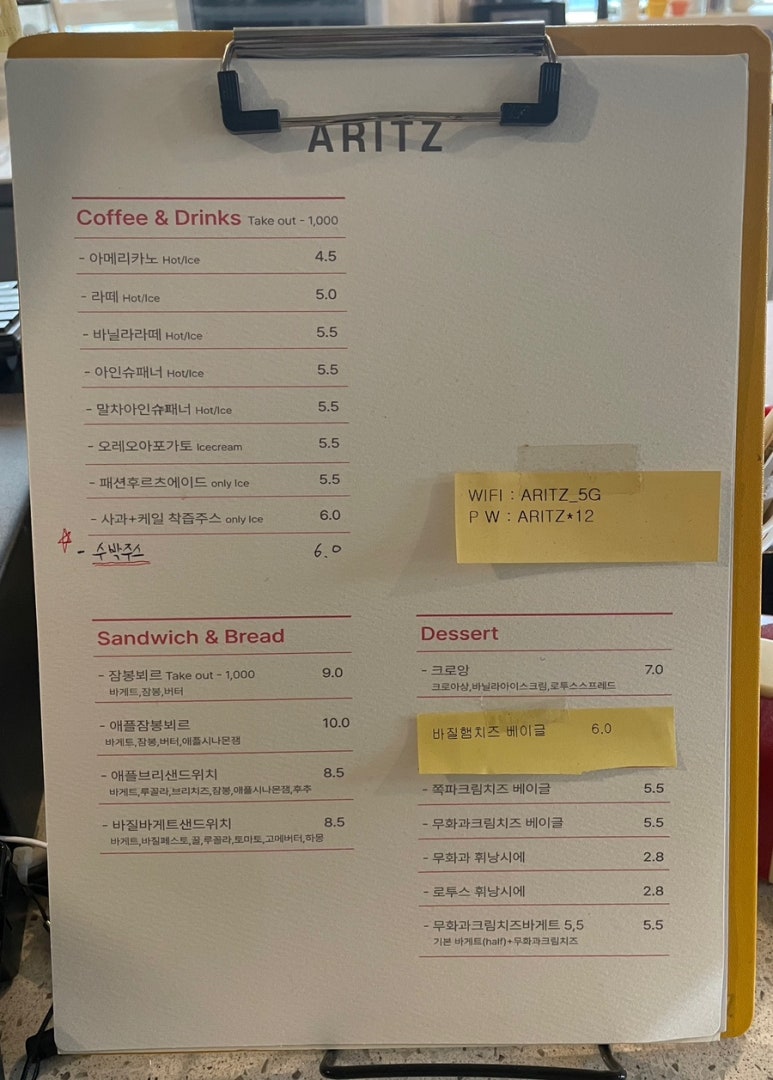 ARITZ
Coffee & Drinks Take out - 1,000
- 아메리카노 Hot/Ice 4.5
- 라떼 Hot/Ice 5.0
- 바닐라라떼 Hot/Ice 5.5
- 아인슈패너 Hot/Ice 5.5
- 말차아인슈패너 Hot/Ice 5.5
- 오레오아포가토 Icecream 5.5
- 패션후르츠에이드 only Ice 5.5
- 사과+케일 착즙주스 only Ice 6.0
- 수박주스 6.0
WIFI : ARITZ_5G
P W : ARITZ*12
Sandwich & Bread
- 잠봉뵈르 Take out - 1,000 9.0
바게트,잠봉,버터
- 애플잠봉뵈르 10.0
바게트,잠봉,버터,애플시나몬잼
- 애플브리샌드위치 8.5
바게트,루꼴라,브리치즈,잠봉,애플시나몬잼,후추
- 바질바게트샌드위치 8.5
바게트,바질페스토,꿀,루꼴라,토마토,고메버터,하몽
Dessert
- 크로앙 7.0
크로아상,바닐라아이스크림,로투스스프레드
바질햄치즈 베이글 6.0
- 쪽파크림치즈 베이글 5.5
- 무화과크림치즈 베이글 5.5
- 무화과 휘낭시에 2.8
- 로투스 휘낭시에 2.8
- 무화과크림치즈바게트 5,5 5.5
기본 바게트(half)+무화과크림치즈